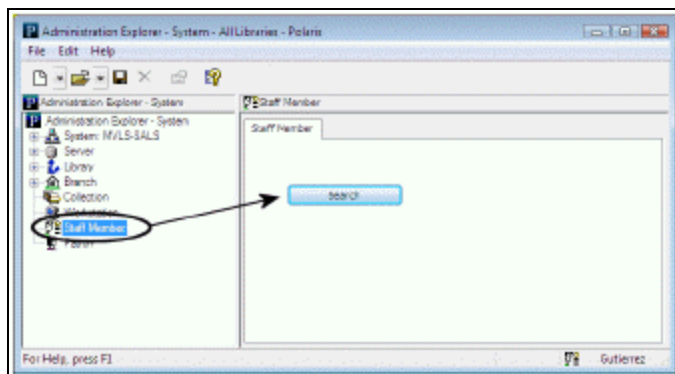 Administration Explorer - System - All Libraries - Polaris
File Edit Help
Administration Explorer - System
Staff Member
Administration Explorer - System
System: MVLS-SALS
Server
Library
Branch
Collection
Workstation
Staff Member
Patron
Staff Member
Search
For Help, press F1
Gutierrez